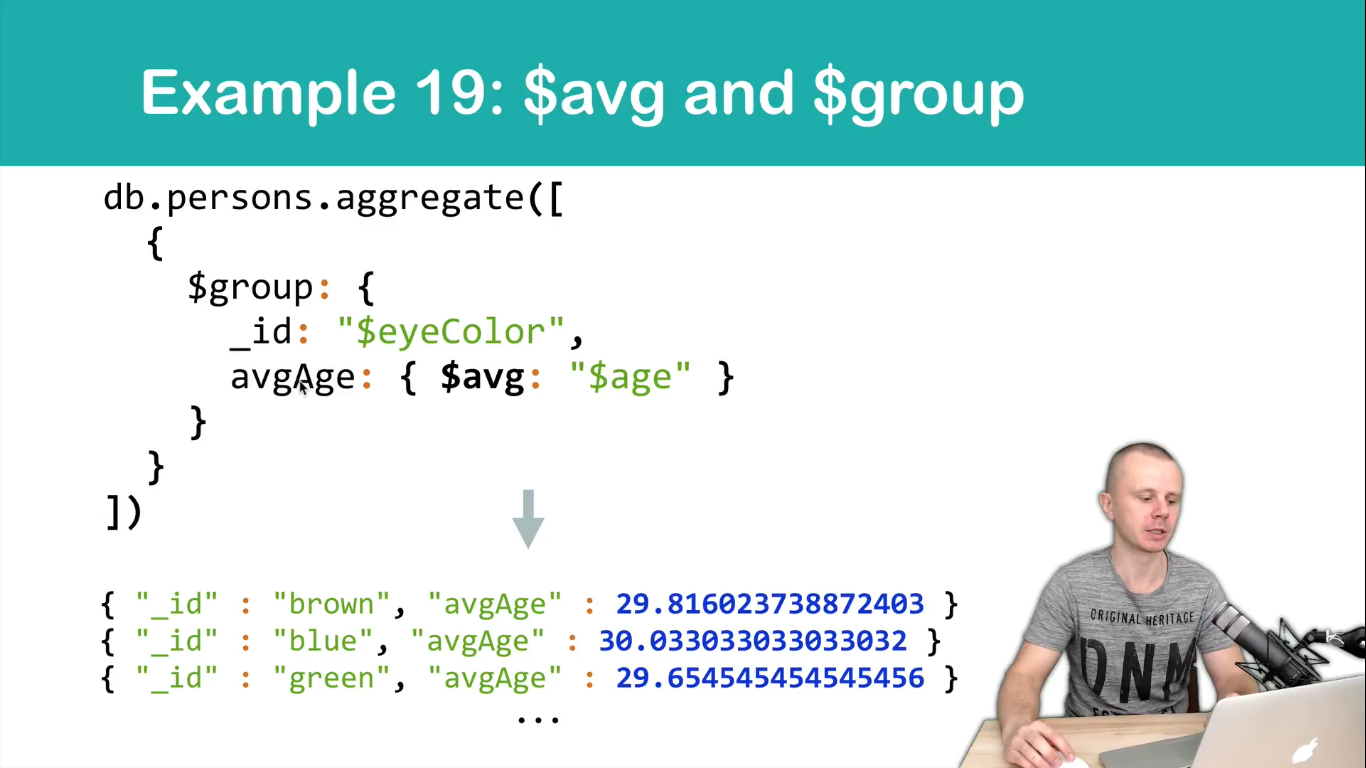 Example 19: $avg and $group
db.persons.aggregate([
{
$group: {
_id: "$eyeColor",
avgAge: { $avg: "$age" }
}
}
])
{ "_id" : "brown", "avgAge" : 29.816023738872403 }
{ "_id" : "blue", "avgAge" : 30.033033033033032 }
{ "_id" : "green", "avgAge" : 29.654545454545456 }
...
ORIGINAL HERITAGE
DNM